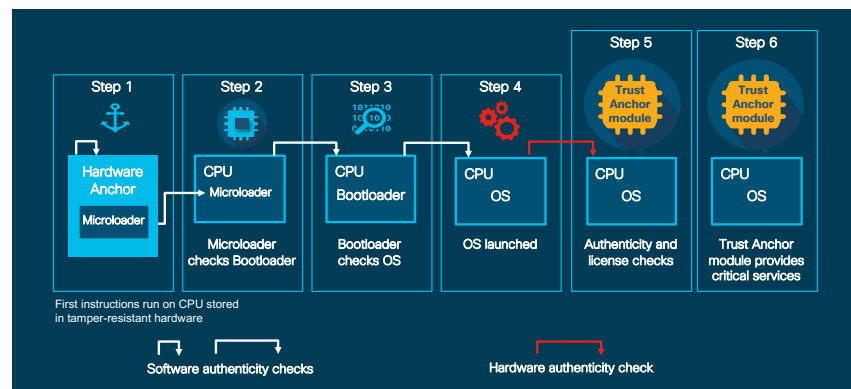 Step 1
Hardware
Anchor
Microloader
First instructions run on CPU stored
in tamper-resistant hardware
Step 2
CPU
Microloader
Microloader
checks Bootloader
Step 3
CPU
Bootloader
Bootloader
checks OS
Step 4
CPU
OS
OS launched
Step 5
Trust
Anchor
module
CPU
OS
Authenticity and
license checks
Step 6
Trust
Anchor
module
CPU
OS
Trust Anchor
module provides
critical services
Software authenticity checks
Hardware authenticity check